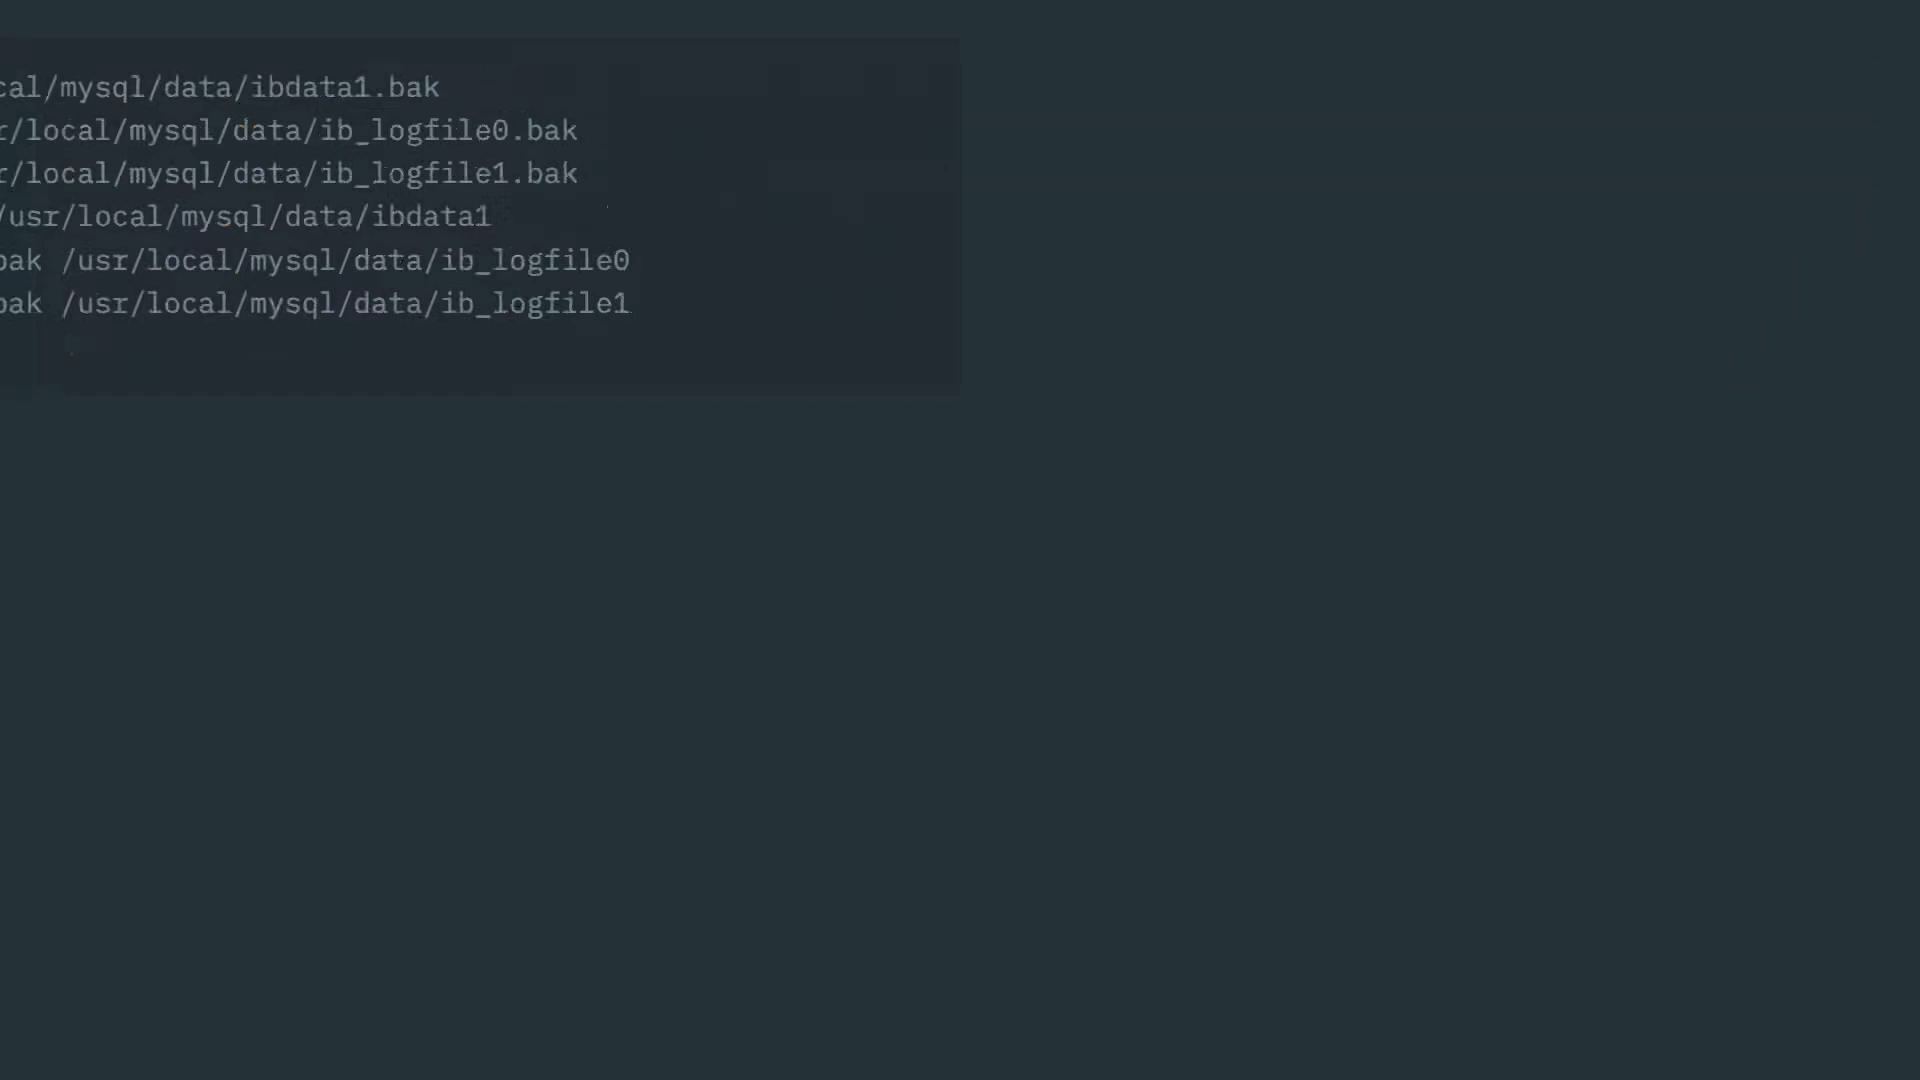 cal/mysql/data/ibdata1.bak
r/local/mysql/data/ib_logfile0.bak
r/local/mysql/data/ib_logfile1.bak
/usr/local/mysql/data/ibdata1
bak /usr/local/mysql/data/ib_logfile0
bak /usr/local/mysql/data/ib_logfile1